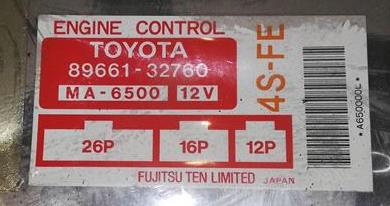 ENGINE CONTROL
TOYOTA
89661-32760
MA-6500 12V
4S-FE
26P 16P 12P
FUJITSU TEN LIMITED JAPAN
*A650000L*